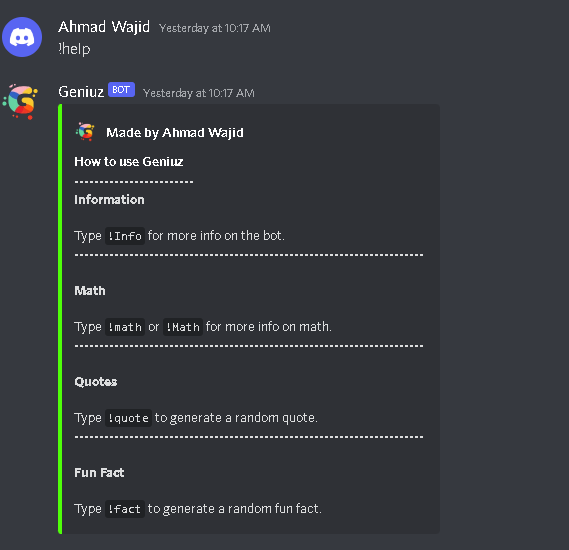 Ahmad Wajid Yesterday at 10:17 AM
!help
Geniuz BOT Yesterday at 10:17 AM
Made by Ahmad Wajid
How to use Geniuz
------------------------
Information
Type !Info for more info on the bot.
----------------------------------------------------------------------
Math
Type !math or !Math for more info on math.
----------------------------------------------------------------------
Quotes
Type !quote to generate a random quote.
----------------------------------------------------------------------
Fun Fact
Type !fact to generate a random fun fact.